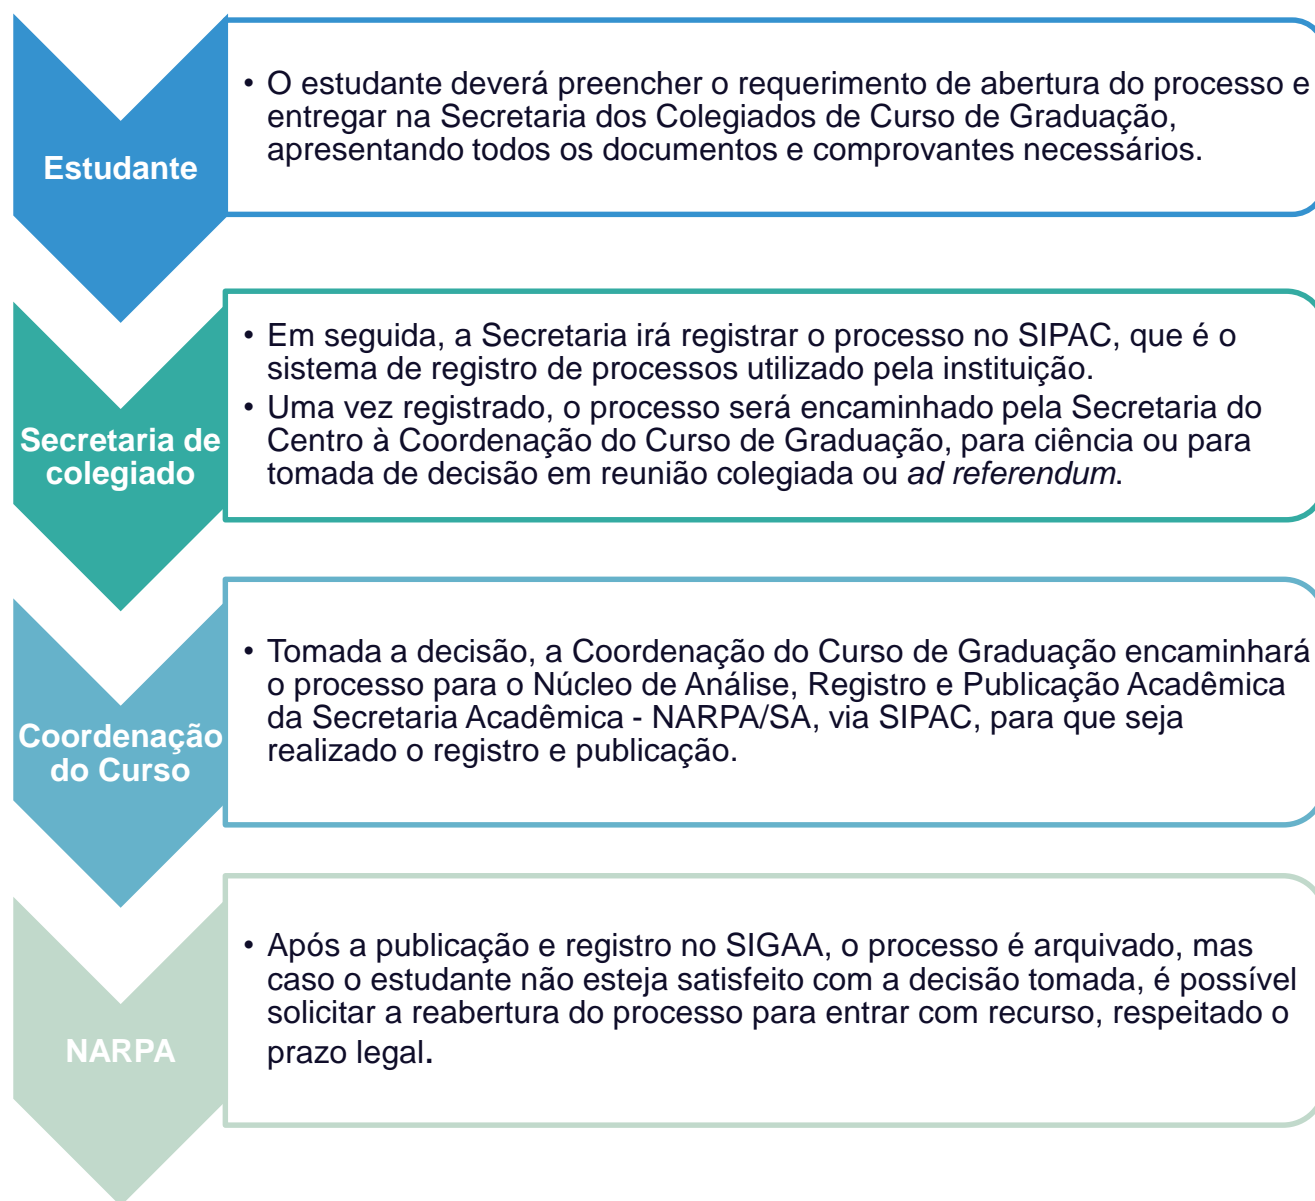 Estudante
• O estudante deverá preencher o requerimento de abertura do processo e
entregar na Secretaria dos Colegiados de Curso de Graduação,
apresentando todos os documentos e comprovantes necessários.
Secretaria de
colegiado
• Em seguida, a Secretaria irá registrar o processo no SIPAC, que é o
sistema de registro de processos utilizado pela instituição.
• Uma vez registrado, o processo será encaminhado pela Secretaria do
Centro à Coordenação do Curso de Graduação, para ciência ou para
tomada de decisão em reunião colegiada ou ad referendum.
Coordenação
do Curso
• Tomada a decisão, a Coordenação do Curso de Graduação encaminhará
o processo para o Núcleo de Análise, Registro e Publicação Acadêmica
da Secretaria Acadêmica - NARPA/SA, via SIPAC, para que seja
realizado o registro e publicação.
NARPA
• Após a publicação e registro no SIGAA, o processo é arquivado, mas
caso o estudante não esteja satisfeito com a decisão tomada, é possível
solicitar a reabertura do processo para entrar com recurso, respeitado o
prazo legal.